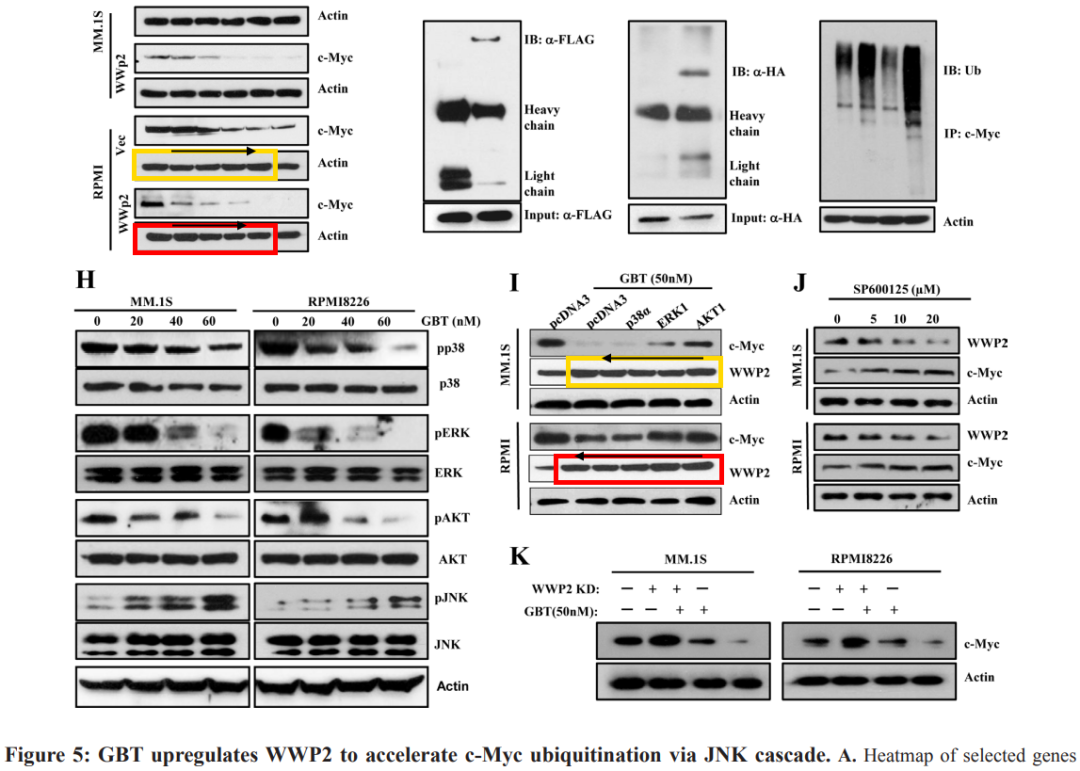 MM.1S
Actin
WWp2
c-Myc
Actin
RPMI
Vec
c-Myc
Actin
WWp2
c-Myc
Actin
IB: α-FLAG
Heavy
chain
Light
chain
Input: α-FLAG
IB: α-HA
Heavy
chain
Light
chain
Input: α-HA
IB: Ub
IP: c-Myc
Actin
H
MM.1S RPMI8226
0 20 40 60 0 20 40 60 GBT (nM)
pp38
p38
pERK
ERK
pAKT
AKT
pJNK
JNK
Actin
I
GBT (50nM)
pcDNA3 pcDNA3 p38α ERK1 AKT1
MM.1S
c-Myc
WWP2
Actin
RPMI
c-Myc
WWP2
Actin
J
SP600125 (µM)
0 5 10 20
MM.1S
WWP2
c-Myc
Actin
RPMI
WWP2
c-Myc
Actin
K
MM.1S RPMI8226
WWP2 KD: − + + − − + + −
GBT(50nM): − − + + − − + +
c-Myc
Actin
Figure 5: GBT upregulates WWP2 to accelerate c-Myc ubiquitination via JNK cascade. A. Heatmap of selected genes